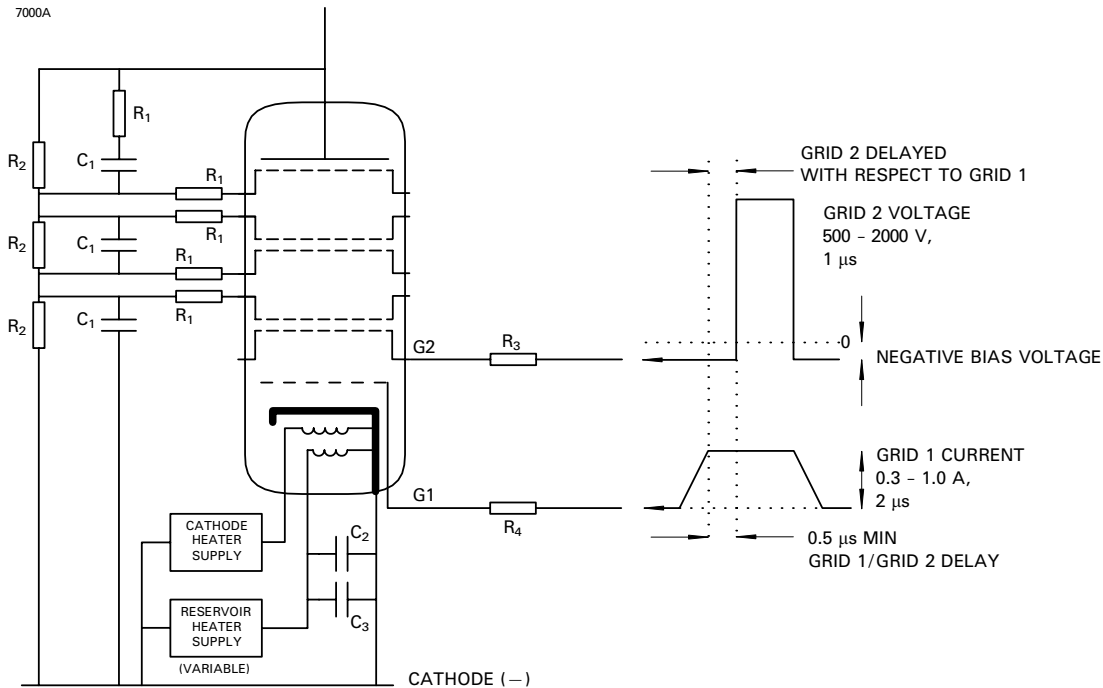 7000A
R1
R2
C1
R1
R1
R2
C1
R1
R2
C1
R1
G2
R3
G1
R4
CATHODE
HEATER
SUPPLY
C2
RESERVOIR
HEATER
SUPPLY
C3
(VARIABLE)
CATHODE (–)
GRID 2 DELAYED
WITH RESPECT TO GRID 1
GRID 2 VOLTAGE
500 – 2000 V,
1 μs
0
NEGATIVE BIAS VOLTAGE
GRID 1 CURRENT
0.3 – 1.0 A,
2 μs
0.5 μs MIN
GRID 1/GRID 2 DELAY